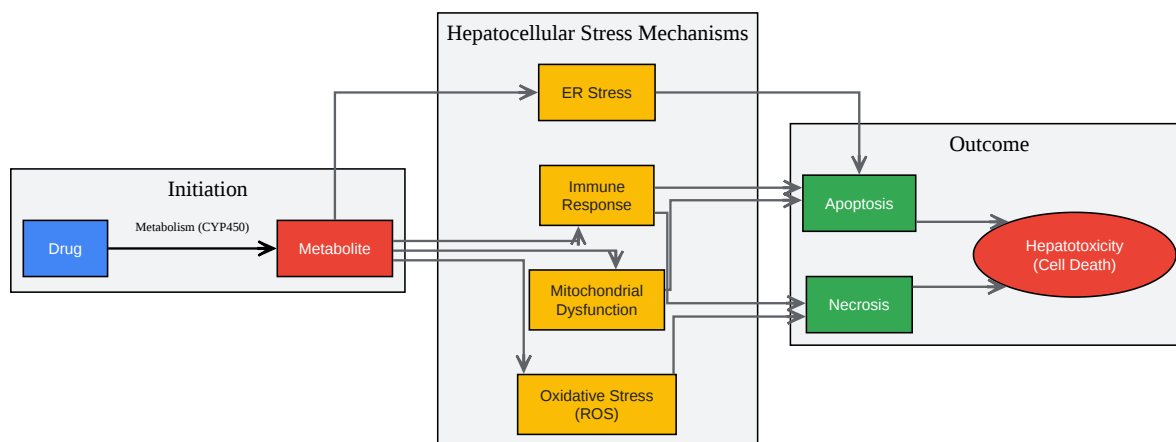 Hepatocellular Stress Mechanisms
ER Stress
Outcome
Initiation
Immune
Response
Apoptosis
Metabolism (CYP450)
Drug
Metabolite
Hepatotoxicity
(Cell Death)
Mitochondrial
Dysfunction
Necrosis
Oxidative Stress
(ROS)